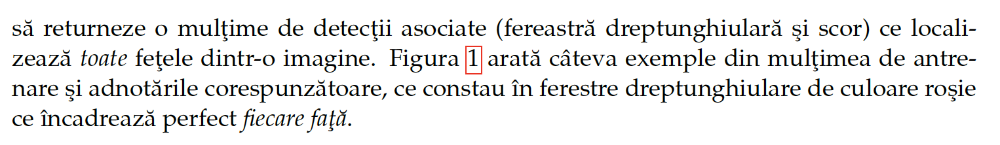 să returneze o mulţime de detecţii asociate (fereastră dreptunghiulară şi scor) ce locali-
zează toate feţele dintr-o imagine. Figura 1 arată câteva exemple din mulţimea de antre-
nare şi adnotările corespunzătoare, ce constau în ferestre dreptunghiulare de culoare roşie
ce încadrează perfect fiecare faţă.